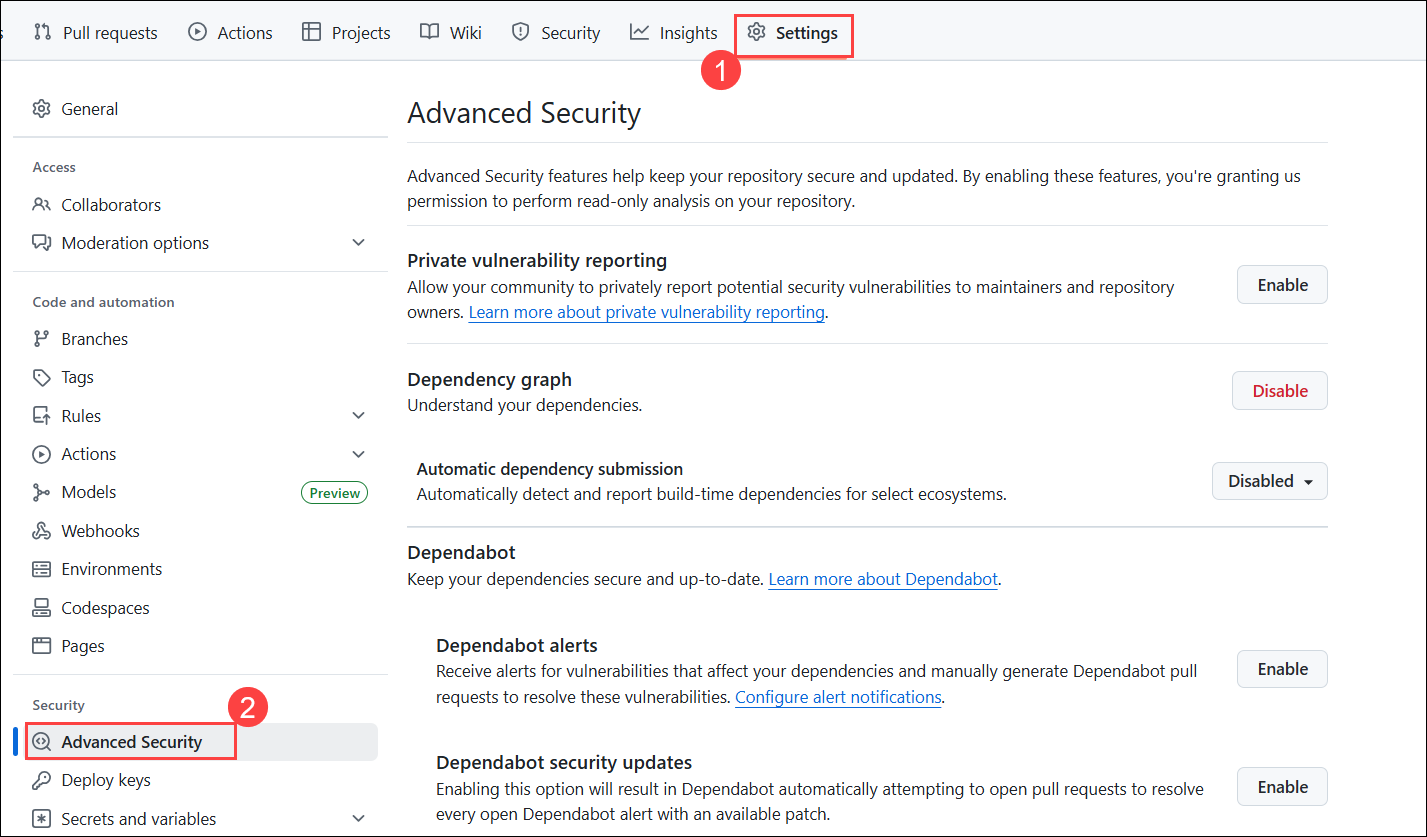 s Pull requests Actions Projects Wiki Security Insights Settings
1
General
Access
Collaborators
Moderation options
Code and automation
Branches
Tags
Rules
Actions
Models Preview
Webhooks
Environments
Codespaces
Pages
Security
2
Advanced Security
Deploy keys
Secrets and variables
Advanced Security
Advanced Security features help keep your repository secure and updated. By enabling these features, you're granting us
permission to perform read-only analysis on your repository.
Private vulnerability reporting
Allow your community to privately report potential security vulnerabilities to maintainers and repository
owners. Learn more about private vulnerability reporting.
Enable
Dependency graph
Understand your dependencies.
Disable
Automatic dependency submission
Automatically detect and report build-time dependencies for select ecosystems.
Disabled
Dependabot
Keep your dependencies secure and up-to-date. Learn more about Dependabot.
Dependabot alerts
Receive alerts for vulnerabilities that affect your dependencies and manually generate Dependabot pull
requests to resolve these vulnerabilities. Configure alert notifications.
Enable
Dependabot security updates
Enabling this option will result in Dependabot automatically attempting to open pull requests to resolve
every open Dependabot alert with an available patch.
Enable